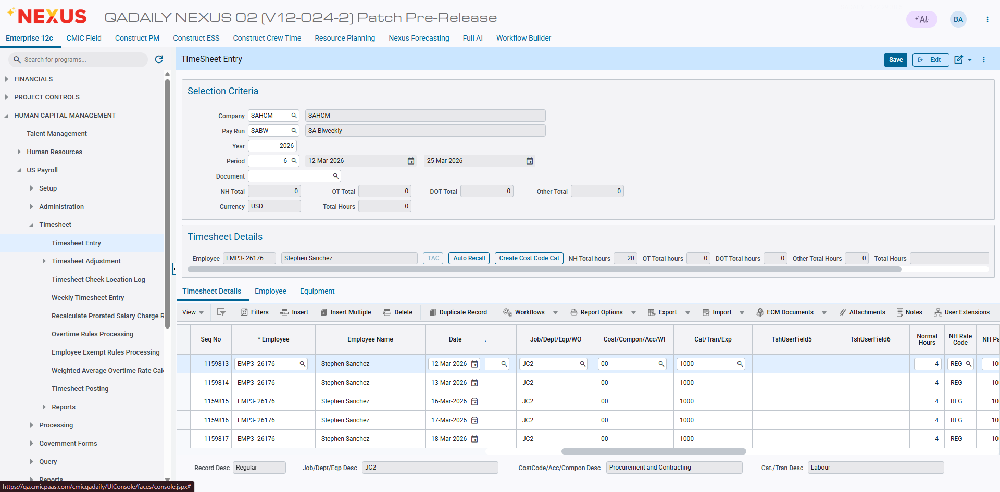 NEXUS
QADAILY NEXUS 02 (V12-024-2) Patch Pre-Release
AI
BA
Enterprise 12c CMiC Field Construct PM Construct ESS Construct Crew Time Resource Planning Nexus Forecasting Full AI Workflow Builder
Search for programs...
FINANCIALS
PROJECT CONTROLS
HUMAN CAPITAL MANAGEMENT
Talent Management
Human Resources
US Payroll
Setup
Administration
Timesheet
Timesheet Entry
Timesheet Adjustment
Timesheet Check Location Log
Weekly Timesheet Entry
Recalculate Prorated Salary Charge R
Overtime Rules Processing
Employee Exempt Rules Processing
Weighted Average Overtime Rate Calc
Timesheet Posting
Reports
Processing
Government Forms
Query
Reports
https://qa.cmicpaas.com/cmicqadaily/UIConsole/faces/console.jspx#
TimeSheet Entry Save Exit
Selection Criteria
Company SAHCM SAHCM
Pay Run SABW SA Biweekly
Year 2026
Period 6 12-Mar-2026 25-Mar-2026
Document
NH Total 0 OT Total 0 DOT Total 0 Other Total 0
Currency USD Total Hours 0
Timesheet Details
Employee EMP3- 26176 Stephen Sanchez TAC Auto Recall Create Cost Code Cat NH Total hours 20 OT Total hours 0 DOT Total hours 0 Other Total Hours 0 Total Hours
Timesheet Details Employee Equipment
View Filters Insert Insert Multiple Delete Duplicate Record Workflows Report Options Export Import ECM Documents Attachments Notes User Extensions
Seq No * Employee Employee Name Date Job/Dept/Eqp/WO Cost/Compon/Acc/WI Cat/Tran/Exp TshUserField5 TshUserField6 Normal Hours NH Rate Code NH Pa
1159813 EMP3- 26176 Stephen Sanchez 12-Mar-2026 JC2 00 1000 4 REG 100
1159814 EMP3- 26176 Stephen Sanchez 13-Mar-2026 JC2 00 1000 4 REG 100
1159815 EMP3- 26176 Stephen Sanchez 16-Mar-2026 JC2 00 1000 4 REG 100
1159816 EMP3- 26176 Stephen Sanchez 17-Mar-2026 JC2 00 1000 4 REG 100
1159817 EMP3- 26176 Stephen Sanchez 18-Mar-2026 JC2 00 1000 4 REG 100
Record Desc Regular Job/Dept/Eqp Desc JC2 CostCode/Acc/Compon Desc Procurement and Contracting Cat./Tran Desc Labour